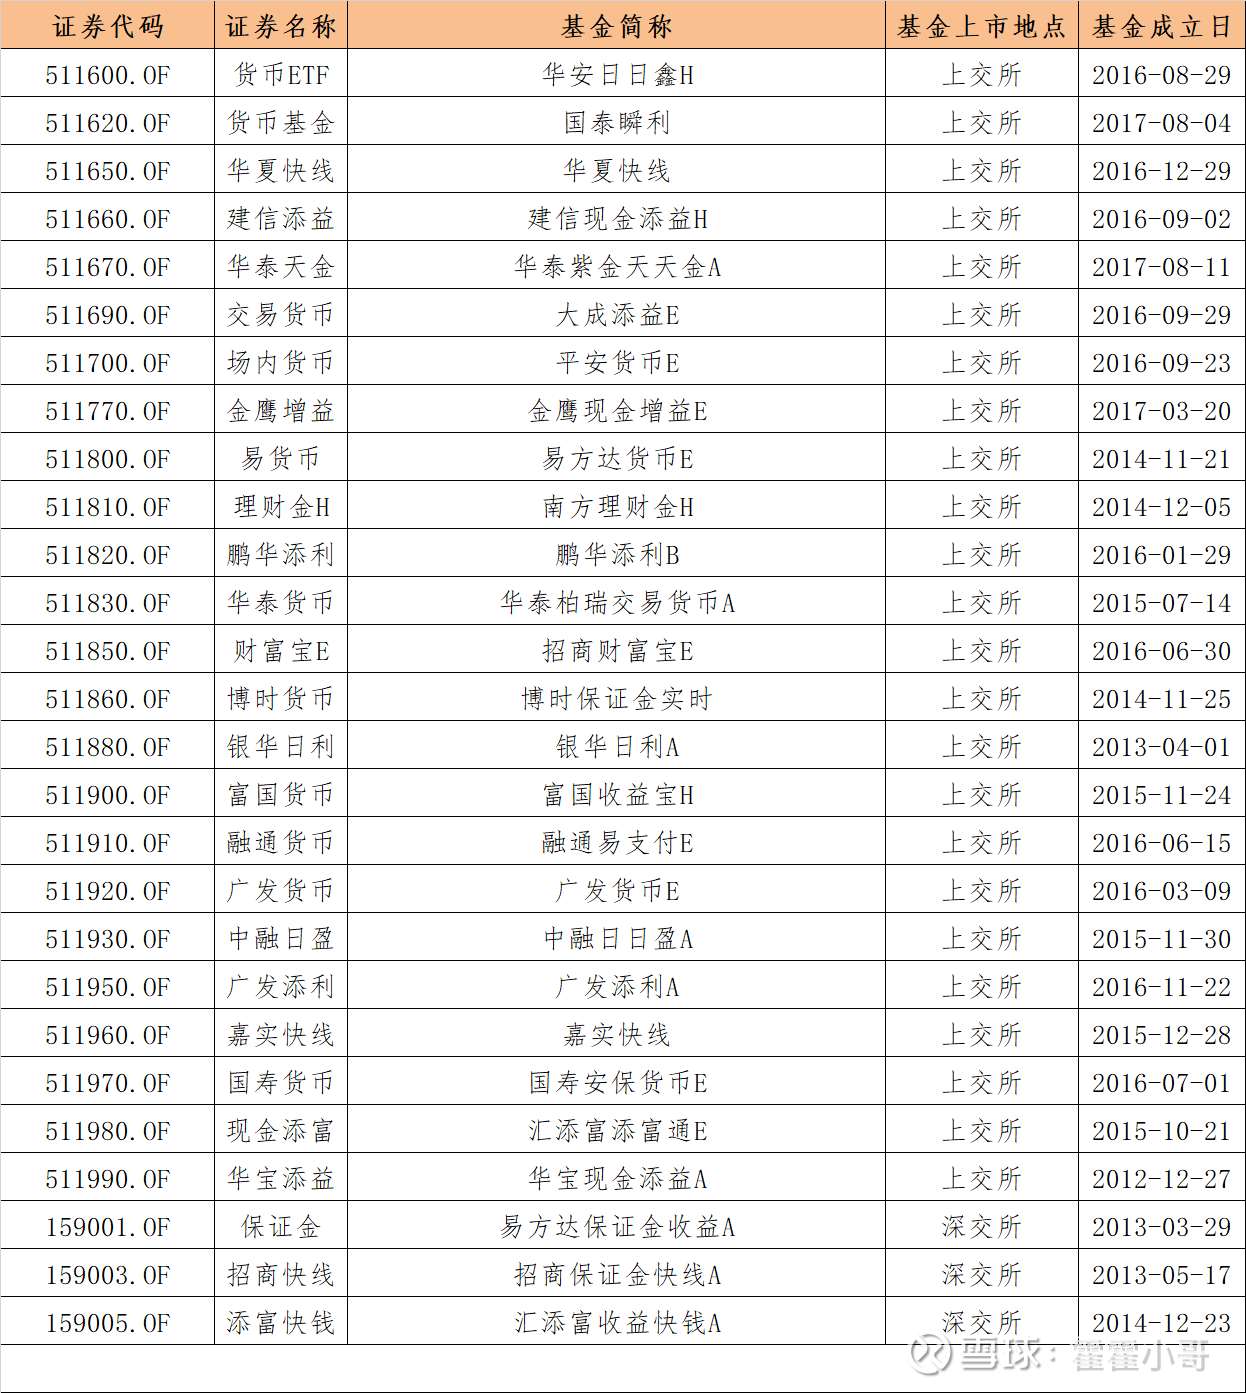 证券代码 证券名称 基金简称 基金上市地点 基金成立日
511600.OF 货币ETF 华安日日鑫H 上交所 2016-08-29
511620.OF 货币基金 国泰瞬利 上交所 2017-08-04
511650.OF 华夏快线 华夏快线 上交所 2016-12-29
511660.OF 建信添益 建信现金添益H 上交所 2016-09-02
511670.OF 华泰天金 华泰紫金天天金A 上交所 2017-08-11
511690.OF 交易货币 大成添益E 上交所 2016-09-29
511700.OF 场内货币 平安货币E 上交所 2016-09-23
511770.OF 金鹰增益 金鹰现金增益E 上交所 2017-03-20
511800.OF 易货币 易方达货币E 上交所 2014-11-21
511810.OF 理财金H 南方理财金H 上交所 2014-12-05
511820.OF 鹏华添利 鹏华添利B 上交所 2016-01-29
511830.OF 华泰货币 华泰柏瑞交易货币A 上交所 2015-07-14
511850.OF 财富宝E 招商财富宝E 上交所 2016-06-30
511860.OF 博时货币 博时保证金实时 上交所 2014-11-25
511880.OF 银华日利 银华日利A 上交所 2013-04-01
511900.OF 富国货币 富国收益宝H 上交所 2015-11-24
511910.OF 融通货币 融通易支付E 上交所 2016-06-15
511920.OF 广发货币 广发货币E 上交所 2016-03-09
511930.OF 中融日盈 中融日日盈A 上交所 2015-11-30
511950.OF 广发添利 广发添利A 上交所 2016-11-22
511960.OF 嘉实快线 嘉实快线 上交所 2015-12-28
511970.OF 国寿货币 国寿安保货币E 上交所 2016-07-01
511980.OF 现金添富 汇添富添富通E 上交所 2015-10-21
511990.OF 华宝添益 华宝现金添益A 上交所 2012-12-27
159001.OF 保证金 易方达保证金收益A 深交所 2013-03-29
159003.OF 招商快线 招商保证金快线A 深交所 2013-05-17
159005.OF 添富快钱 汇添富收益快钱A 深交所 2014-12-23
雪球：翟翟小哥